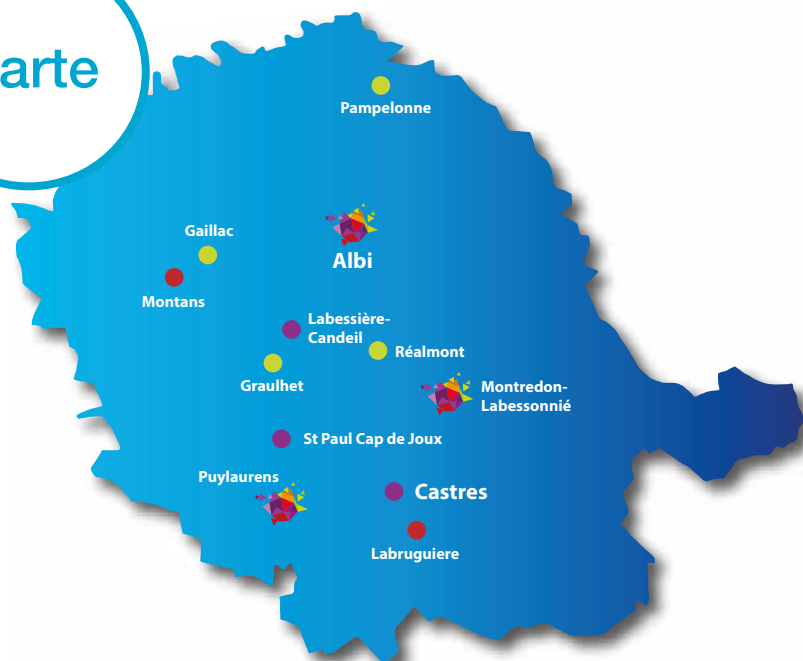 arte
Pampelonne
Gaillac
Albi
Montans
Labessière-
Candeil
Réalmont
Graulhet
Montredon-
Labessonnié
St Paul Cap de Joux
Puylaurens
Castres
Labruguiere